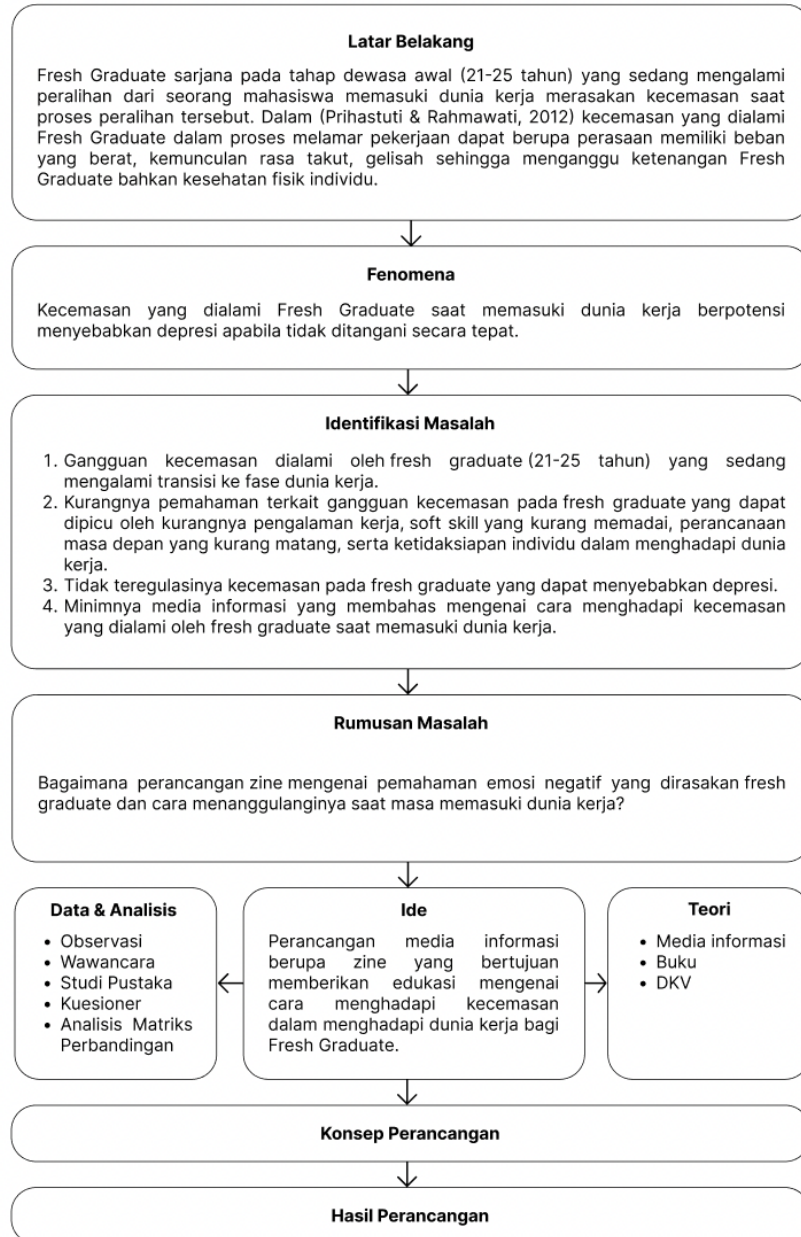 Latar Belakang
Fresh Graduate sarjana pada tahap dewasa awal (21-25 tahun) yang sedang mengalami
peralihan dari seorang mahasiswa memasuki dunia kerja merasakan kecemasan saat
proses peralihan tersebut. Dalam (Prihastuti & Rahmawati, 2012) kecemasan yang dialami
Fresh Graduate dalam proses melamar pekerjaan dapat berupa perasaan memiliki beban
yang berat, kemunculan rasa takut, gelisah sehingga menganggu ketenangan Fresh
Graduate bahkan kesehatan fisik individu.
Fenomena
Kecemasan yang dialami Fresh Graduate saat memasuki dunia kerja berpotensi
menyebabkan depresi apabila tidak ditangani secara tepat.
Identifikasi Masalah
1. Gangguan kecemasan dialami oleh fresh graduate (21-25 tahun) yang sedang
mengalami transisi ke fase dunia kerja.
2. Kurangnya pemahaman terkait gangguan kecemasan pada fresh graduate yang dapat
dipicu oleh kurangnya pengalaman kerja, soft skill yang kurang memadai, perancanaan
masa depan yang kurang matang, serta ketidaksiapan individu dalam menghadapi dunia
kerja.
3. Tidak teregulasinya kecemasan pada fresh graduate yang dapat menyebabkan depresi.
4. Minimnya media informasi yang membahas mengenai cara menghadapi kecemasan
yang dialami oleh fresh graduate saat memasuki dunia kerja.
Rumusan Masalah
Bagaimana perancangan zine mengenai pemahaman emosi negatif yang dirasakan fresh
graduate dan cara menanggulanginya saat masa memasuki dunia kerja?
Data & Analisis
• Observasi
• Wawancara
• Studi Pustaka
• Kuesioner
• Analisis Matriks
Perbandingan
Ide
Perancangan media informasi
berupa zine yang bertujuan
memberikan edukasi mengenai
cara menghadapi kecemasan
dalam menghadapi dunia kerja bagi
Fresh Graduate.
Teori
• Media informasi
• Buku
• DKV
Konsep Perancangan
Hasil Perancangan